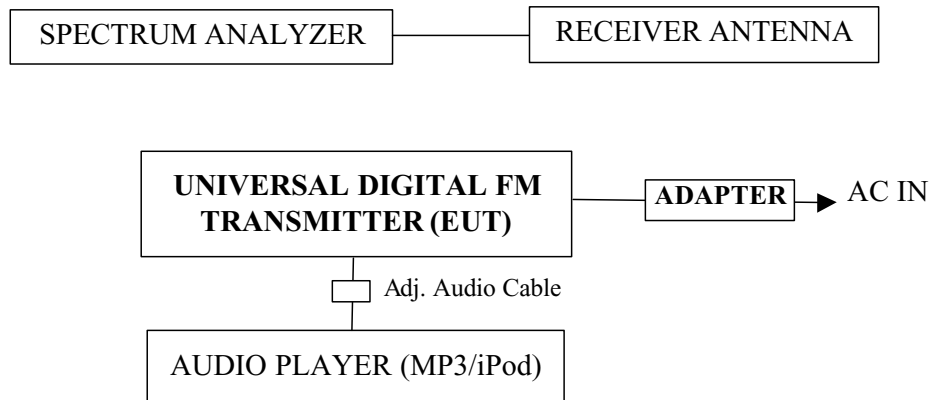 SPECTRUM ANALYZER
RECEIVER ANTENNA
UNIVERSAL DIGITAL FM
TRANSMITTER (EUT)
ADAPTER
AC IN
Adj. Audio Cable
AUDIO PLAYER (MP3/iPod)